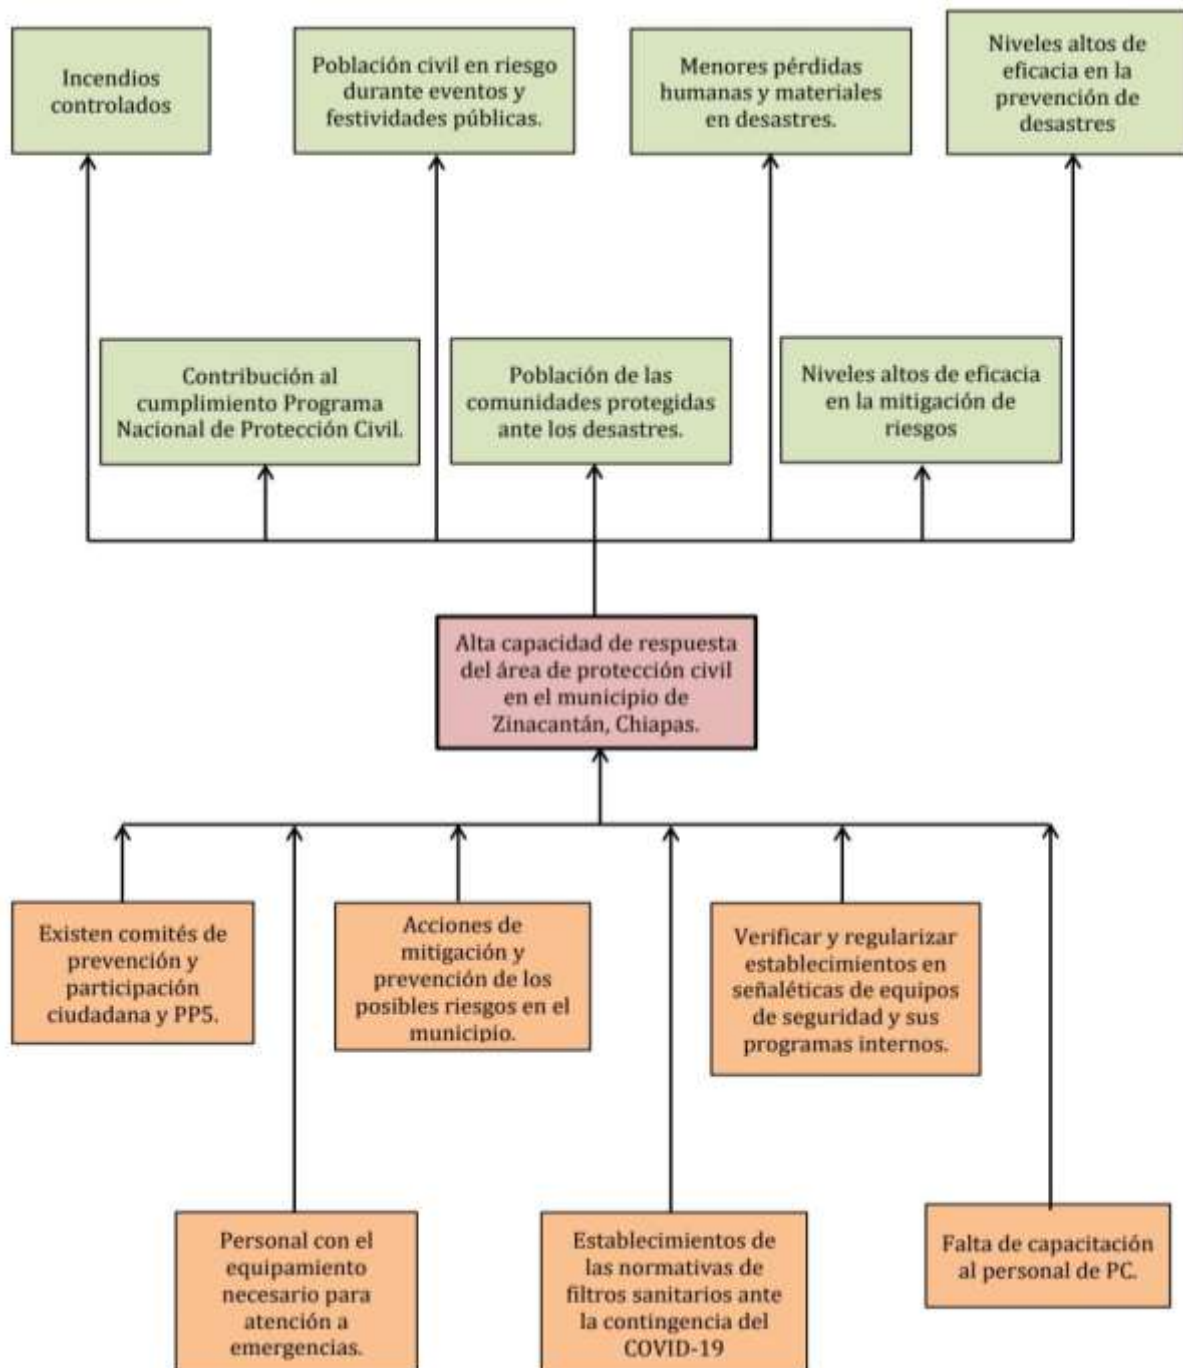 Incendios
controlados
Población civil en riesgo
durante eventos y
festividades públicas.
Menores pérdidas
humanas y materiales
en desastres.
Niveles altos de
eficacia en la
prevención de
desastres
Contribución al
cumplimiento Programa
Nacional de Protección Civil.
Población de las
comunidades protegidas
ante los desastres.
Niveles altos de eficacia
en la mitigación de
riesgos
Alta capacidad de respuesta
del área de protección civil
en el municipio de
Zinacantán, Chiapas.
Existen comités de
prevención y
participación
ciudadana y PP5.
Acciones de
mitigación y
prevención de los
posibles riesgos en el
municipio.
Verificar y regularizar
establecimientos en
señaléticas de equipos
de seguridad y sus
programas internos.
Personal con el
equipamiento
necesario para
atención a
emergencias.
Establecimientos de
las normativas de
filtros sanitarios ante
la contingencia del
COVID-19
Falta de capacitación
al personal de PC.